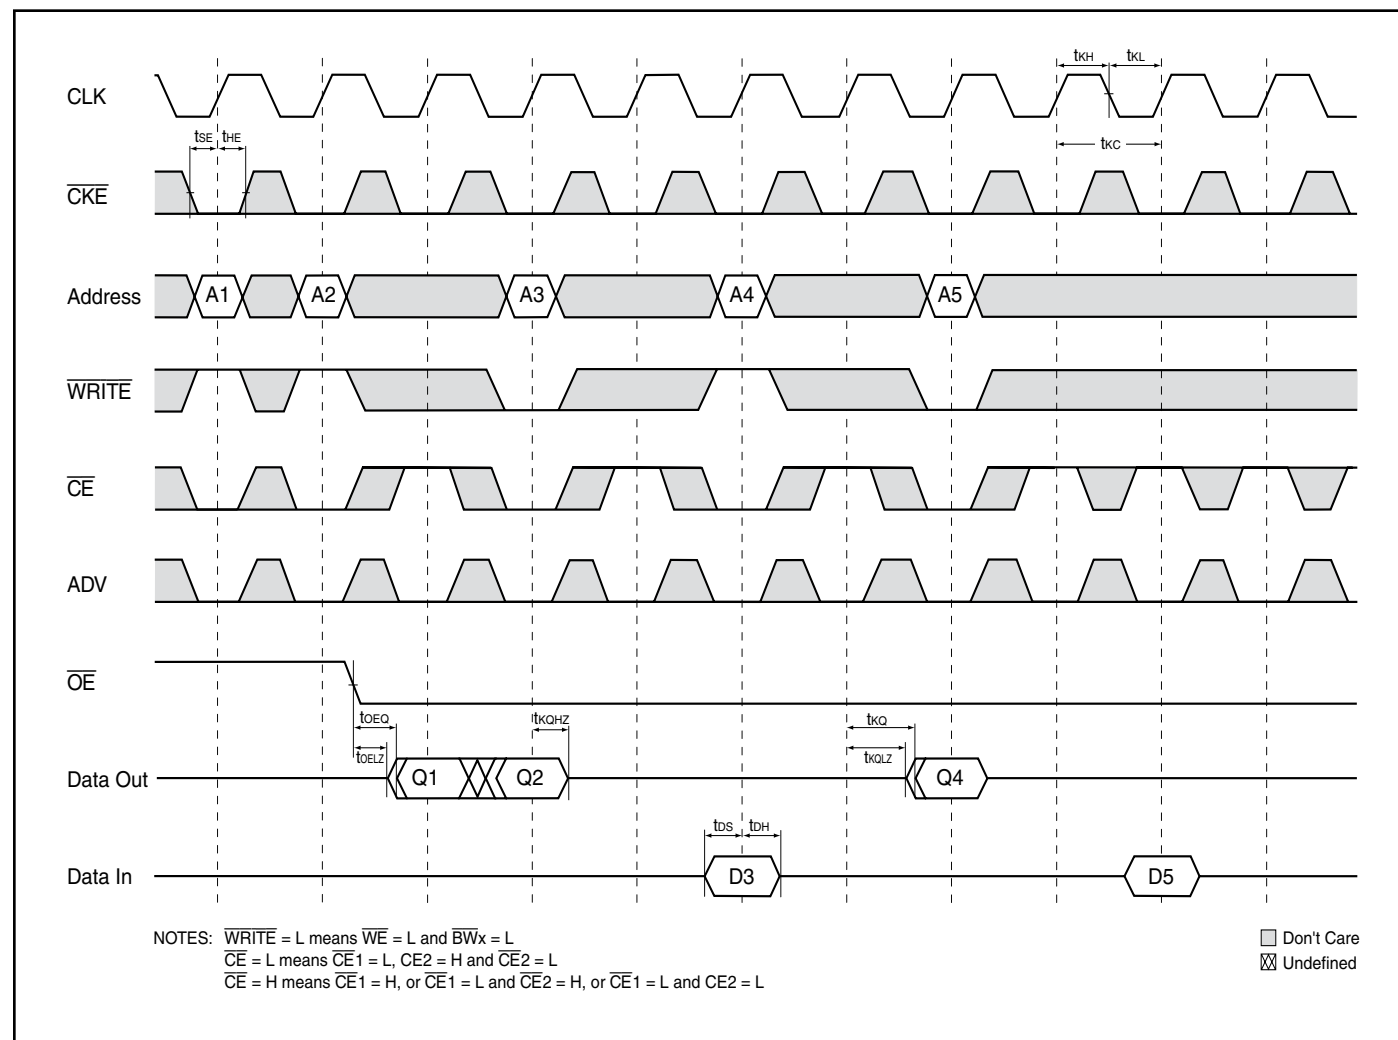 tKH tKL
CLK
tSE tHE
tKC
CKE
Address A1 A2 A3 A4 A5
WRITE
CE
ADV
OE
tOEQ tKQHZ tKQ
tOELZ tKQLZ
Data Out Q1 Q2 Q4
tDS tDH
Data In D3 D5
NOTES: WRITE = L means WE = L and BWx = L
CE = L means CE1 = L, CE2 = H and CE2 = L
CE = H means CE1 = H, or CE1 = L and CE2 = H, or CE1 = L and CE2 = L
Don't Care
Undefined